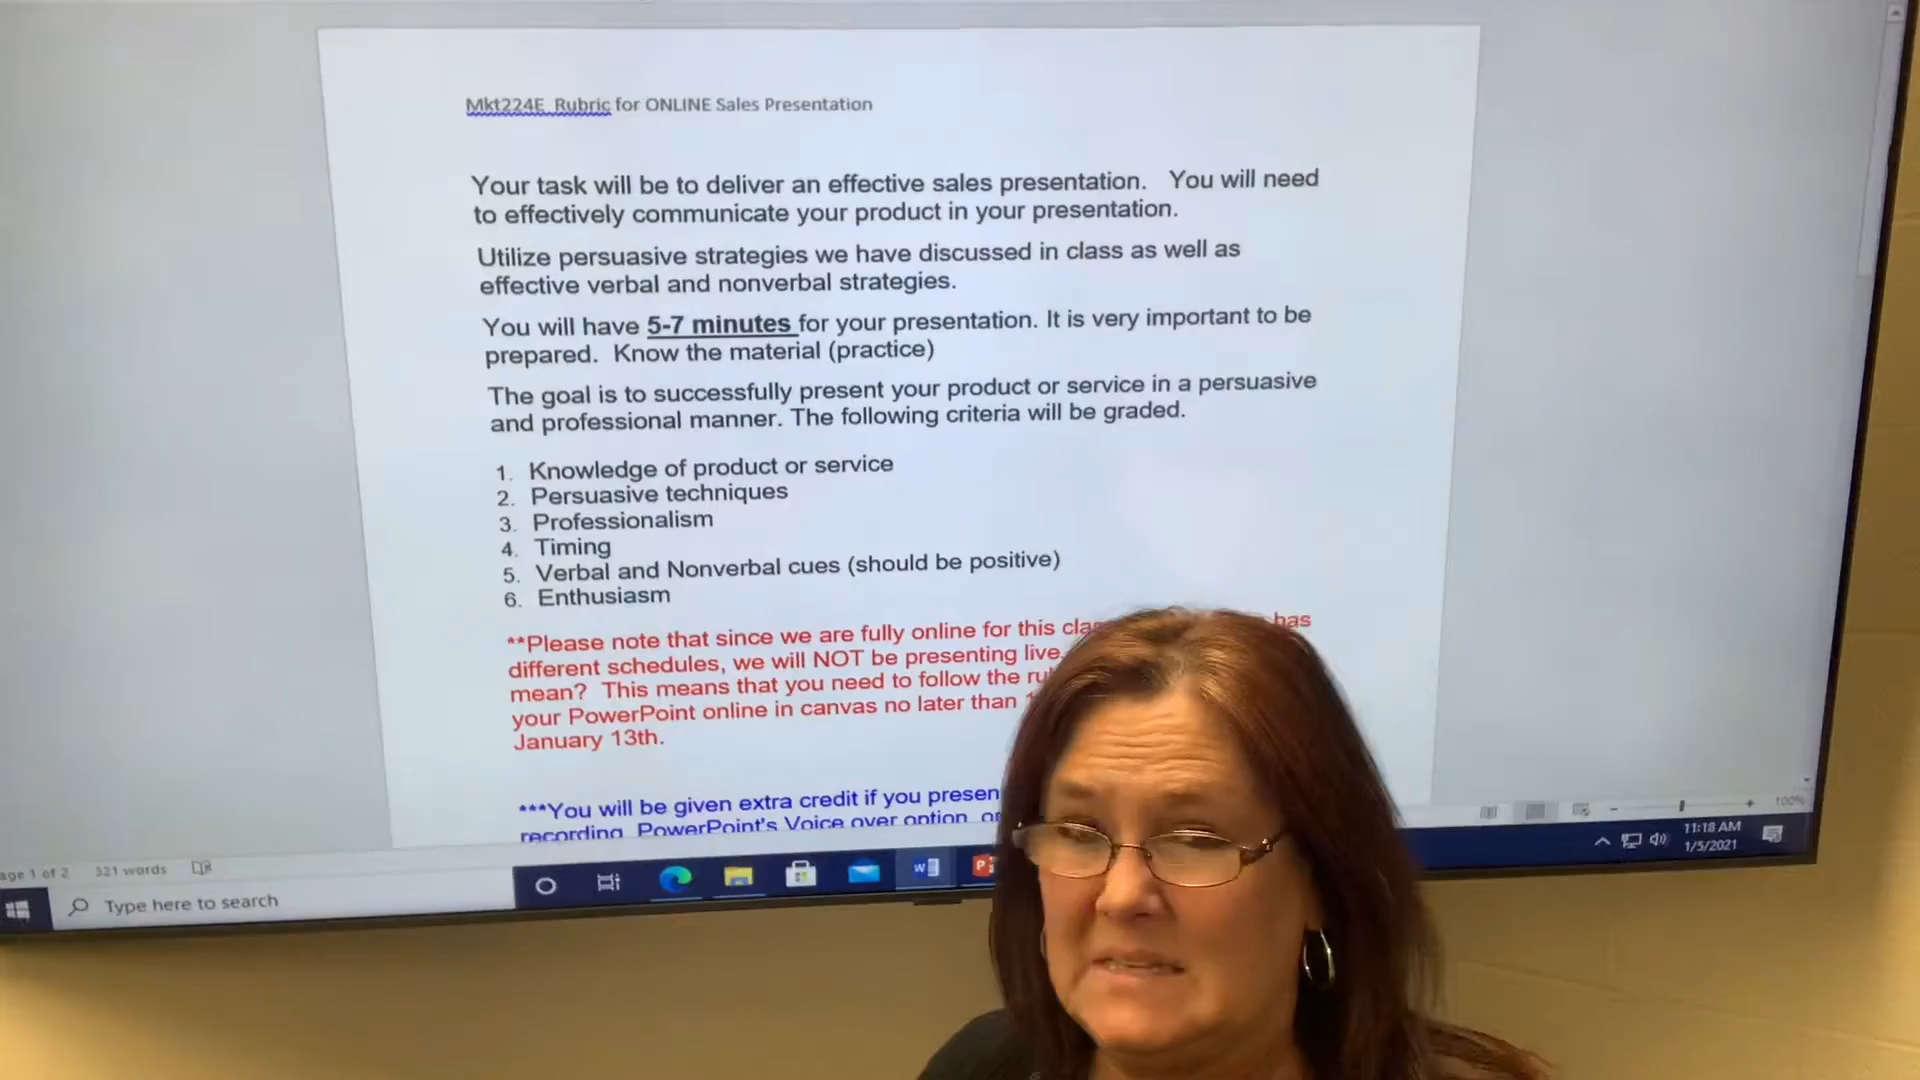 Mkt224E Rubric for ONLINE Sales Presentation
Your task will be to deliver an effective sales presentation. You will need
to effectively communicate your product in your presentation.
Utilize persuasive strategies we have discussed in class as well as
effective verbal and nonverbal strategies.
You will have 5-7 minutes for your presentation. It is very important to be
prepared. Know the material (practice)
The goal is to successfully present your product or service in a persuasive
and professional manner. The following criteria will be graded.
1. Knowledge of product or service
2. Persuasive techniques
3. Professionalism
4. Timing
5. Verbal and Nonverbal cues (should be positive)
6. Enthusiasm
**Please note that since we are fully online for this has
different schedules, we will NOT be presenting live.
mean? This means that you need to follow the
your PowerPoint online in canvas no later than
January 13th.
***You will be given extra credit if you
recording, PowerPoint's Voice over option, or
100%
age 1 of 2 321 words
11:18 AM
1/5/2021
Type here to search